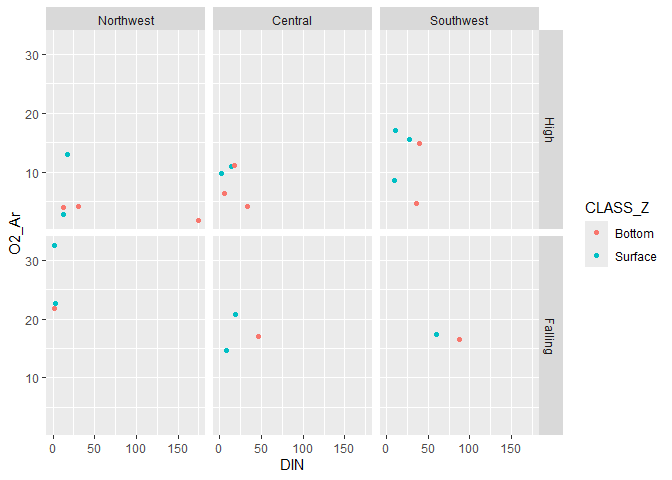 Northwest Central Southwest
30
20
10
High
30
20
10
Falling
O2_Ar
0 50 100 150 0 50 100 150 0 50 100 150
DIN
CLASS_Z
Bottom
Surface